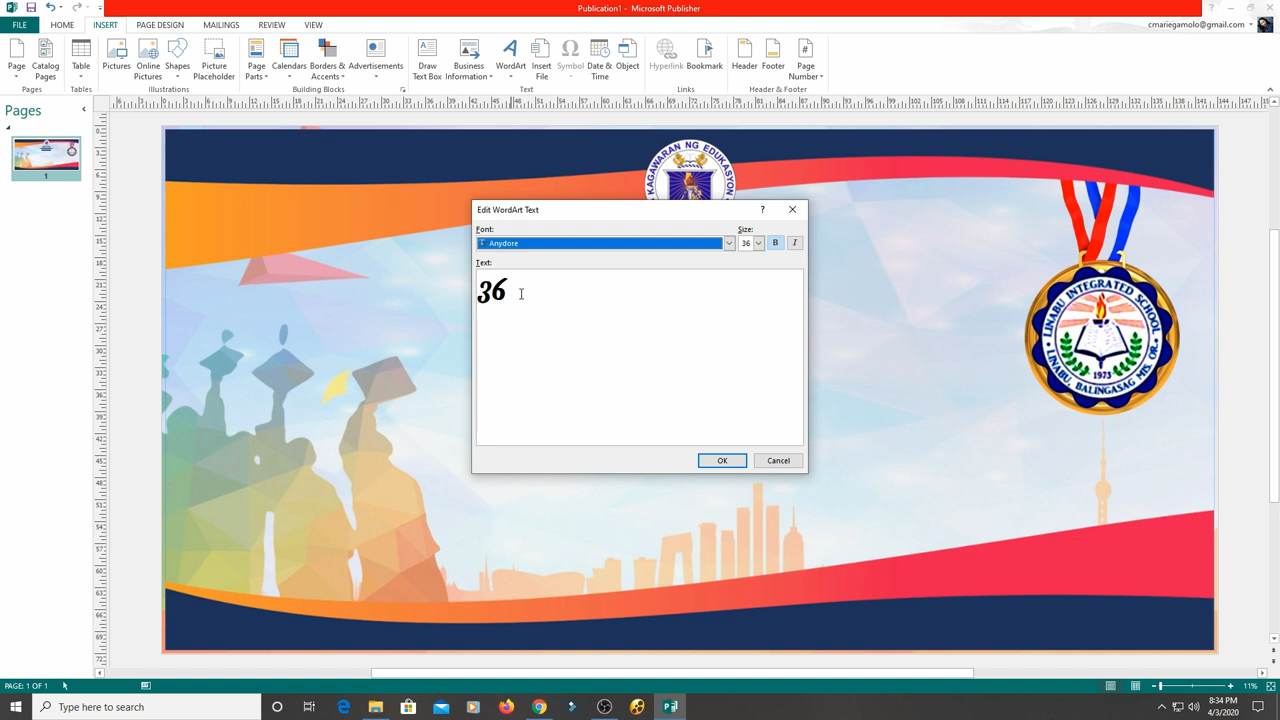 Publication1 - Microsoft Publisher
FILE HOME INSERT PAGE DESIGN MAILINGS REVIEW VIEW
cmariegamolo@gmail.com
Page Catalog Pages Table Pictures Online Pictures Shapes Picture Placeholder Page Parts Calendars Borders & Accents Advertisements Draw Text Box Business Information WordArt Insert File Symbol Date & Time Object Hyperlink Bookmark Header Footer Page Number
Pages Tables Illustrations Building Blocks Text Links Header & Footer
Pages
1
KAGAWARAN NG EDUKASYON
Edit WordArt Text
Font: Size:
Anydore 36 B I
Text:
36
OK Cancel
LINABU INTEGRATED SCHOOL
1973
LINABU, BALINGASAG MIS. OR.
PAGE: 1 OF 1
11%
Type here to search
8:34 PM
4/3/2020